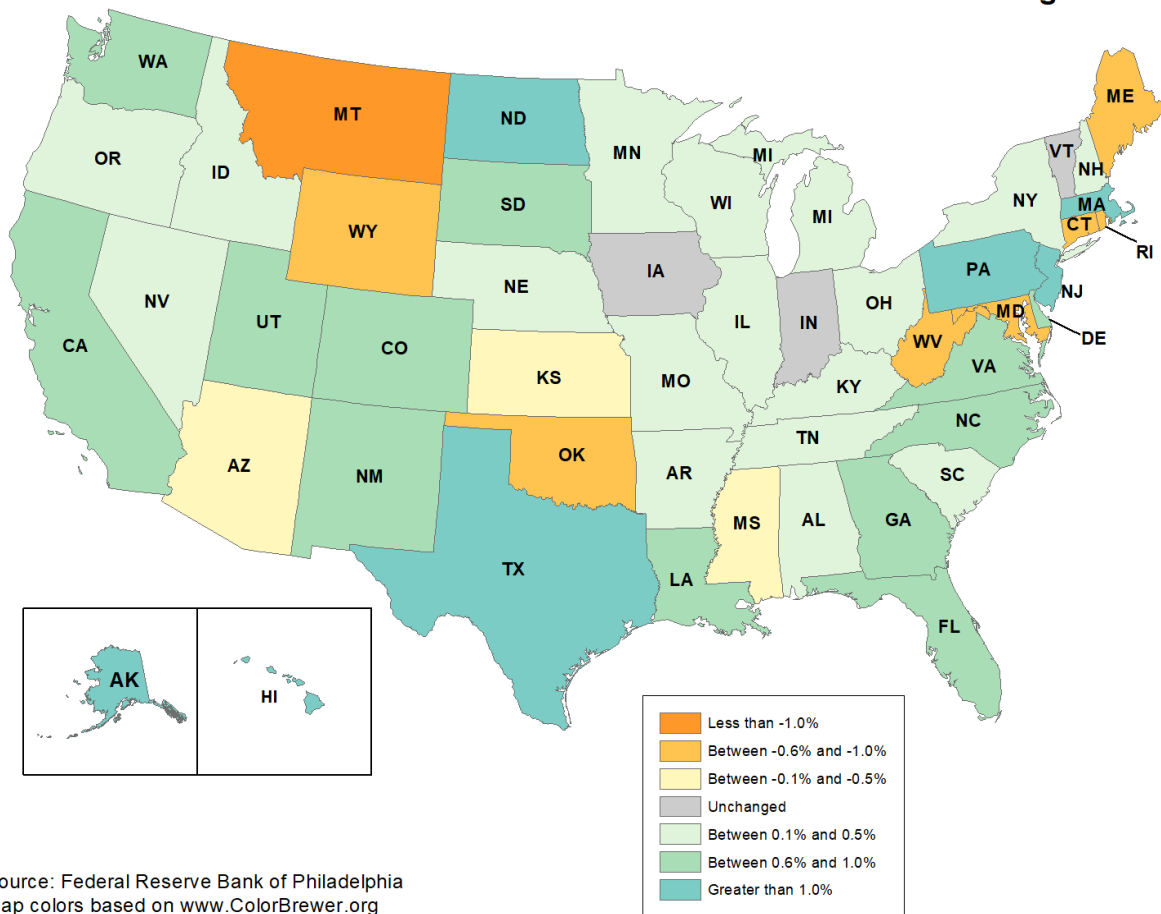 WA
MT
ND
ME
OR
ID
MN
MI
VT
NH
SD
WI
MI
NY
MA
WY
CT
RI
IA
PA
NE
NJ
NV
UT
IL
IN
OH
MD
CA
CO
WV
DE
KS
MO
KY
VA
AZ
OK
TN
NC
NM
AR
SC
MS
AL
GA
TX
LA
FL
AK
HI
Less than -1.0%
Between -0.6% and -1.0%
Between -0.1% and -0.5%
Unchanged
Between 0.1% and 0.5%
Between 0.6% and 1.0%
Greater than 1.0%
ource: Federal Reserve Bank of Philadelphia
ap colors based on www.ColorBrewer.org